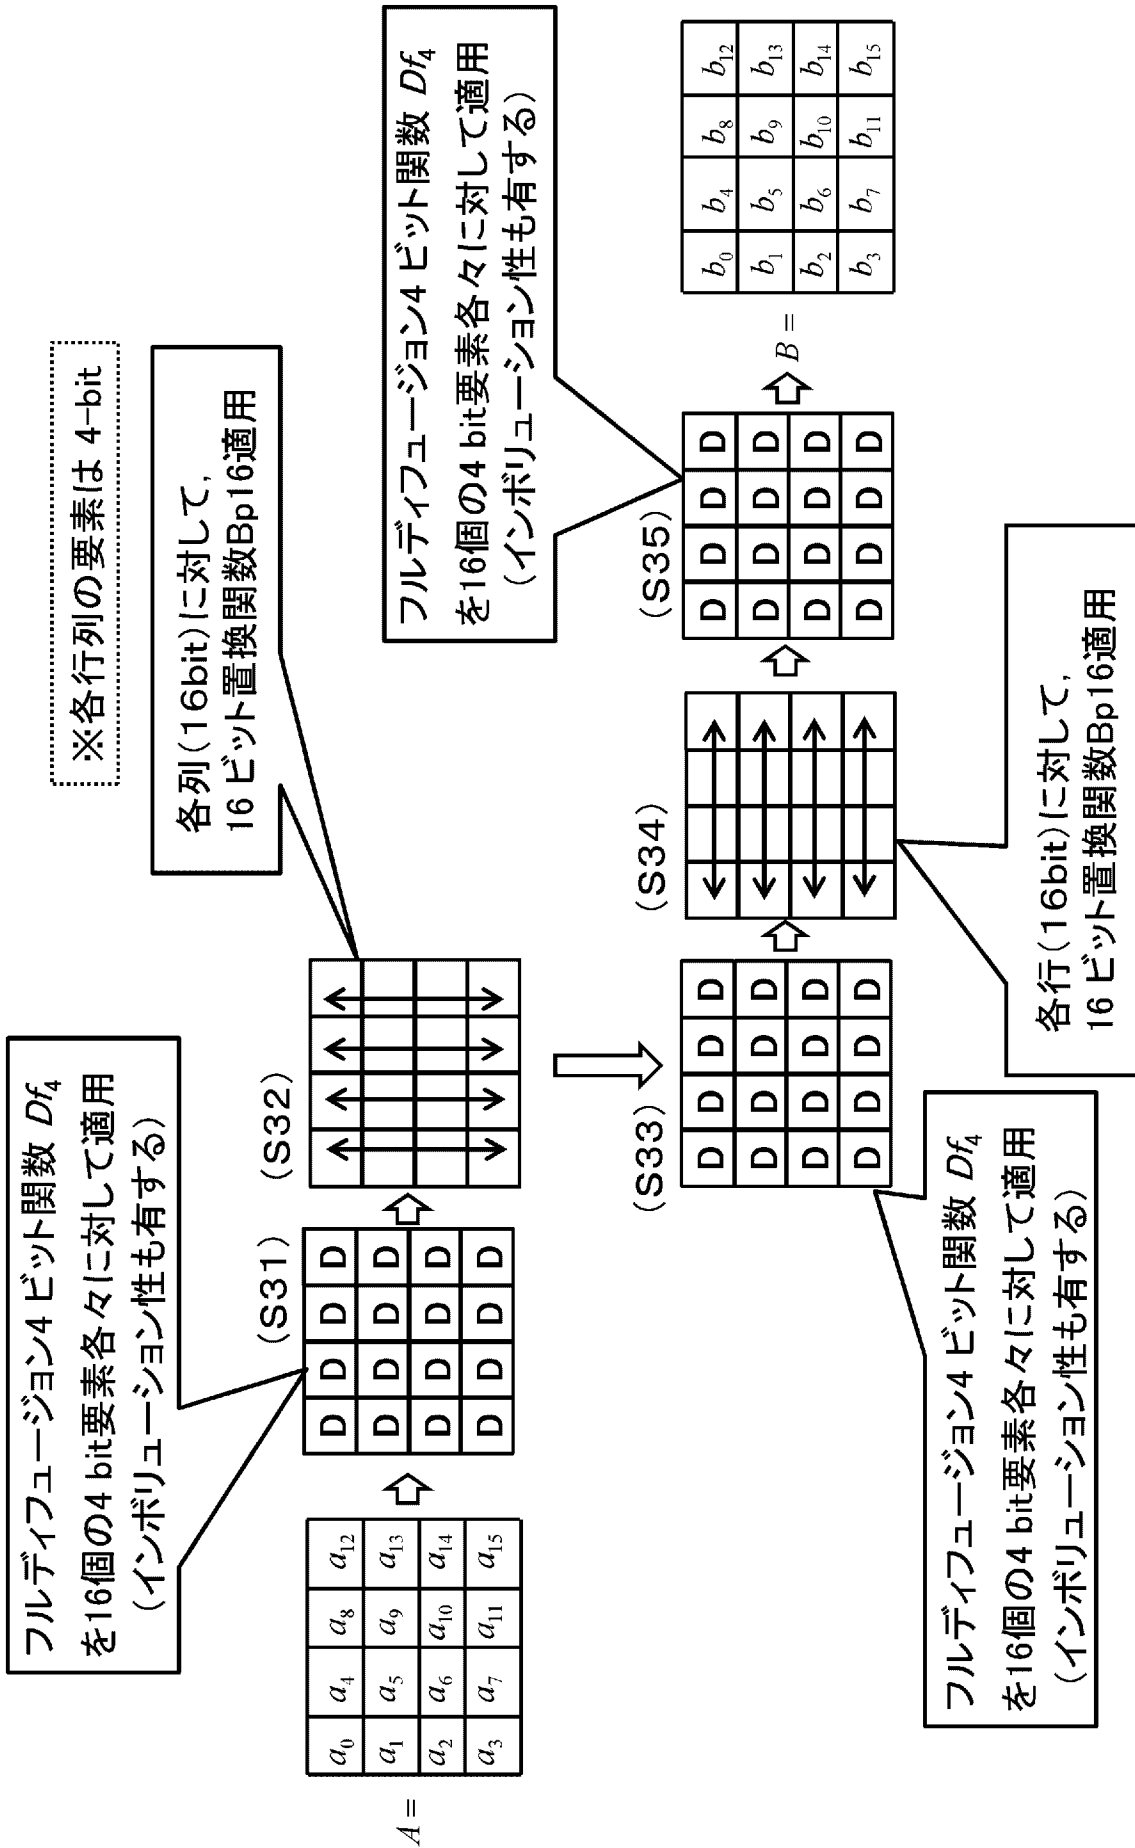 ※各行列の要素は 4-bit
フルディフュージョン4 ビット関数 Df₄
を16個の4 bit要素各々に対して適用
(インボリューション性も有する)
各列(16bit)に対して,
16 ビット置換関数Bp16適用
A =
a₀ a₄ a₈ a₁₂
a₁ a₅ a₉ a₁₃
a₂ a₆ a₁₀ a₁₄
a₃ a₇ a₁₁ a₁₅
(S31)
D D D D
D D D D
D D D D
D D D D
(S32)
(S33)
D D D D
D D D D
D D D D
D D D D
フルディフュージョン4 ビット関数 Df₄
を16個の4 bit要素各々に対して適用
(インボリューション性も有する)
(S34)
各行(16bit)に対して,
16 ビット置換関数Bp16適用
(S35)
D D D D
D D D D
D D D D
D D D D
フルディフュージョン4 ビット関数 Df₄
を16個の4 bit要素各々に対して適用
(インボリューション性も有する)
B =
b₀ b₄ b₈ b₁₂
b₁ b₅ b₉ b₁₃
b₂ b₆ b₁₀ b₁₄
b₃ b₇ b₁₁ b₁₅